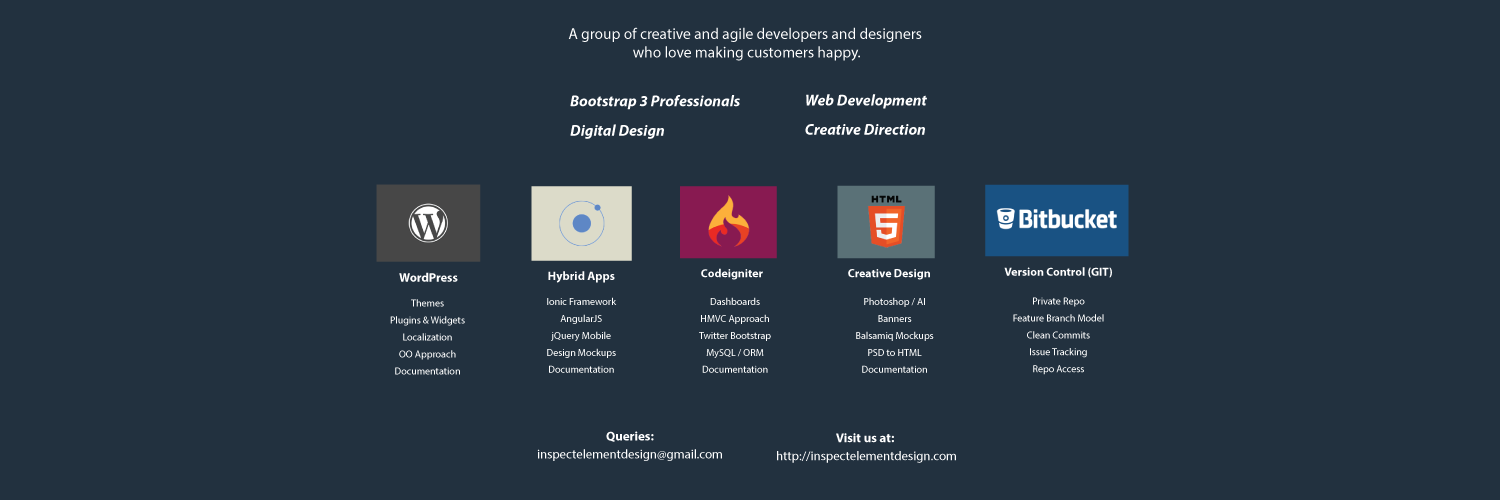 A group of creative and agile developers and designers
who love making customers happy.
Bootstrap 3 Professionals
Web Development
Digital Design
Creative Direction
HTML
5
Bitbucket
WordPress
Themes
Plugins & Widgets
Localization
OO Approach
Documentation
Hybrid Apps
Ionic Framework
AngularJS
jQuery Mobile
Design Mockups
Documentation
Codeigniter
Dashboards
HMVC Approach
Twitter Bootstrap
MySQL / ORM
Documentation
Creative Design
Photoshop / AI
Banners
Balsamiq Mockups
PSD to HTML
Documentation
Version Control (GIT)
Private Repo
Feature Branch Model
Clean Commits
Issue Tracking
Repo Access
Queries:
inspectelementdesign@gmail.com
Visit us at:
http://inspectelementdesign.com